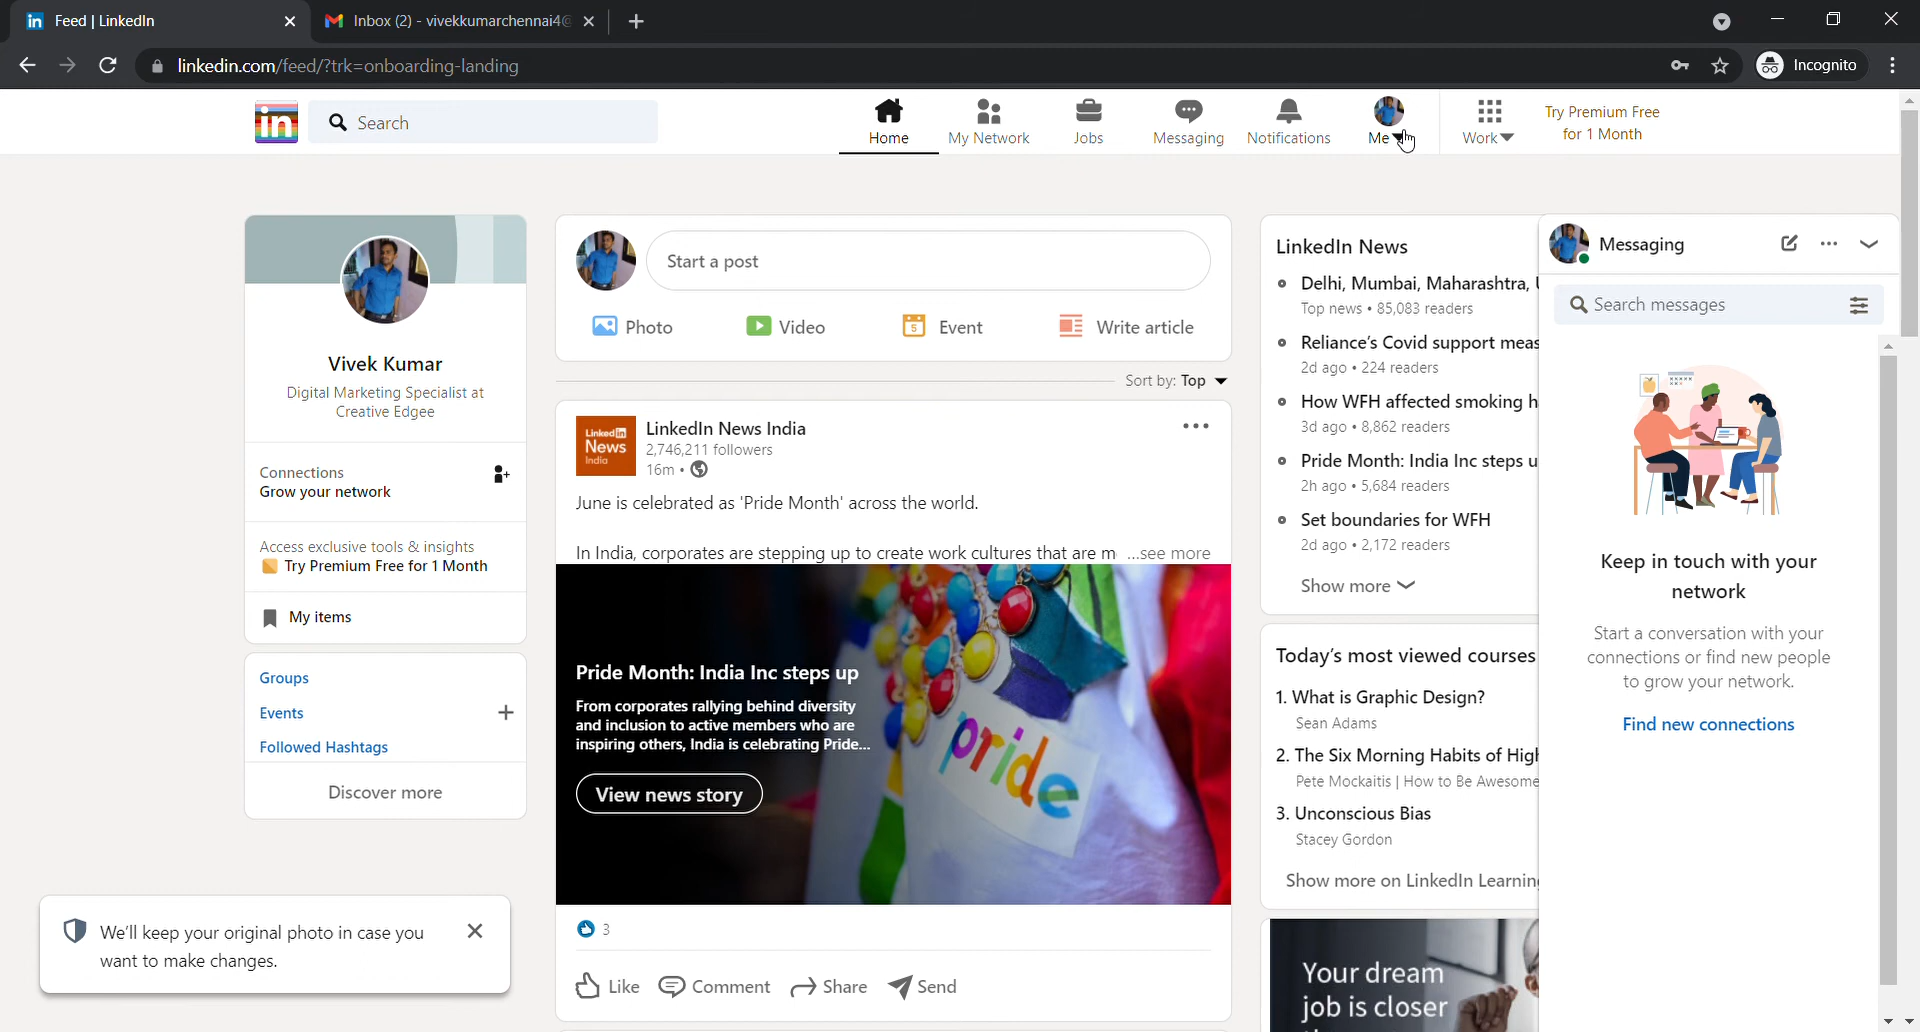 Feed | LinkedIn
Inbox (2) - vivekkumarchennai4@
linkedin.com/feed/?trk=onboarding-landing
Incognito
in
Search
Home
My Network
Jobs
Messaging
Notifications
Me
Work
Try Premium Free
for 1 Month
Vivek Kumar
Digital Marketing Specialist at
Creative Edgee
Connections
Grow your network
Access exclusive tools & insights
Try Premium Free for 1 Month
My items
Groups
Events
Followed Hashtags
Discover more
We'll keep your original photo in case you
want to make changes.
Start a post
Photo
Video
5
Event
Write article
Sort by: Top
Linked in
News
India
LinkedIn News India
2,746,211 followers
16m •
June is celebrated as 'Pride Month' across the world.
In India, corporates are stepping up to create work cultures that are m ...see more
Pride Month: India Inc steps up
From corporates rallying behind diversity
and inclusion to active members who are
inspiring others, India is celebrating Pride...
View news story
pride
3
Like
Comment
Share
Send
LinkedIn News
Delhi, Mumbai, Maharashtra,
Top news • 85,083 readers
Reliance's Covid support meas
2d ago • 224 readers
How WFH affected smoking h
3d ago • 8,862 readers
Pride Month: India Inc steps u
2h ago • 5,684 readers
Set boundaries for WFH
2d ago • 2,172 readers
Show more
Today's most viewed courses
1. What is Graphic Design?
Sean Adams
2. The Six Morning Habits of High
Pete Mockaitis | How to Be Awesome
3. Unconscious Bias
Stacey Gordon
Show more on LinkedIn Learning
Your dream
job is closer
Messaging
Search messages
Keep in touch with your
network
Start a conversation with your
connections or find new people
to grow your network.
Find new connections